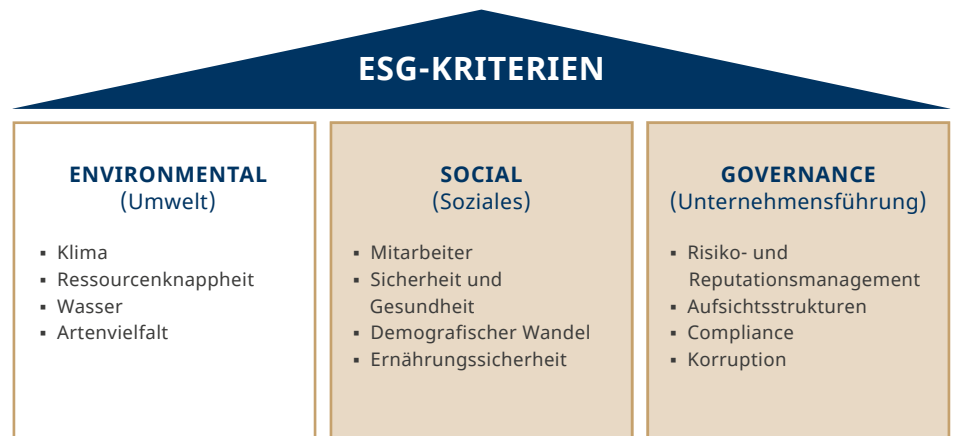 ESG-KRITERIEN
ENVIRONMENTAL
(Umwelt)
▪ Klima
▪ Ressourcenknappheit
▪ Wasser
▪ Artenvielfalt
SOCIAL
(Soziales)
▪ Mitarbeiter
▪ Sicherheit und
Gesundheit
▪ Demografischer Wandel
▪ Ernährungssicherheit
GOVERNANCE
(Unternehmensführung)
▪ Risiko- und
Reputationsmanagement
▪ Aufsichtsstrukturen
▪ Compliance
▪ Korruption